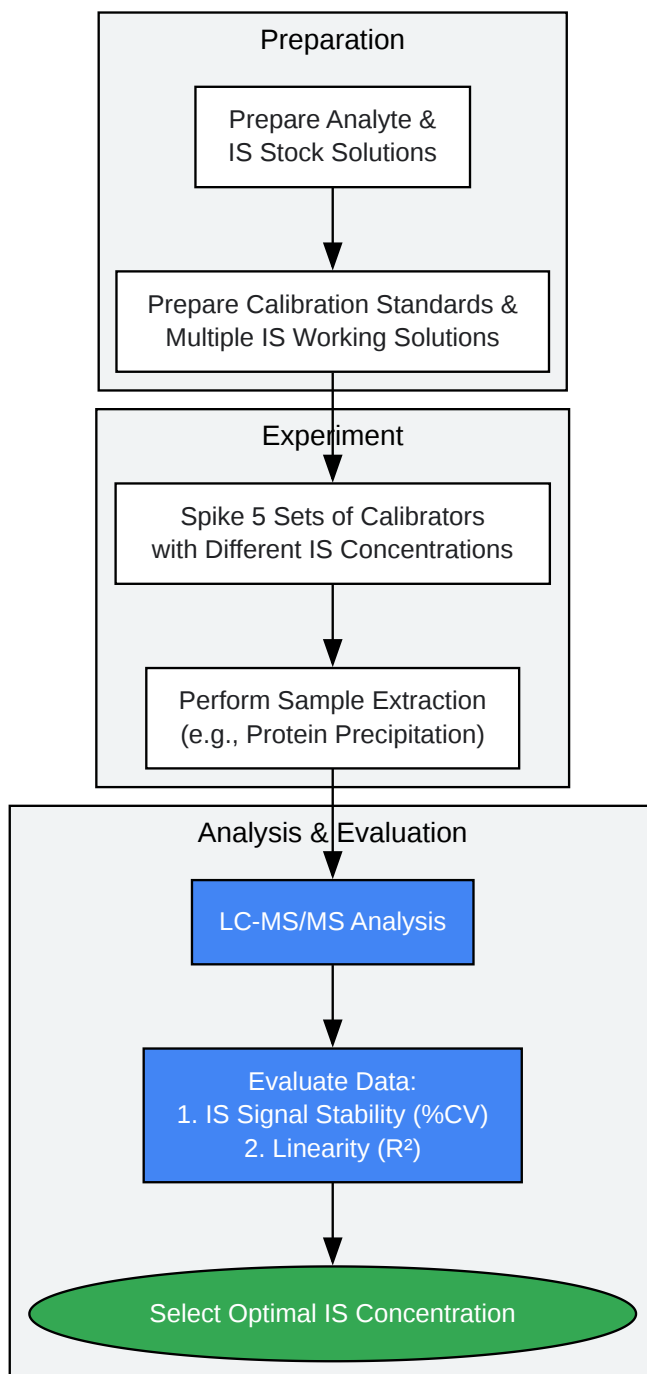 Preparation
Prepare Analyte &
IS Stock Solutions
Prepare Calibration Standards &
Multiple IS Working Solutions
Experiment
Spike 5 Sets of Calibrators
with Different IS Concentrations
Perform Sample Extraction
(e.g., Protein Precipitation)
Analysis & Evaluation
LC-MS/MS Analysis
Evaluate Data:
1. IS Signal Stability (%CV)
2. Linearity (R²)
Select Optimal IS Concentration